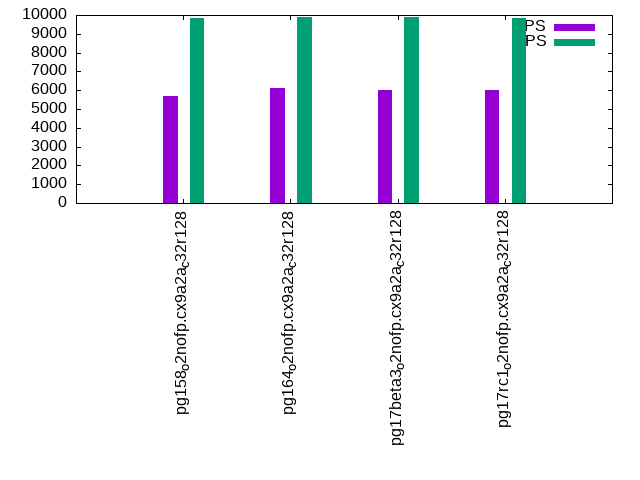 10000
9000
8000
7000
6000
5000
4000
3000
2000
1000
0
PS
PS
pg158o2nofp.cx9a2ac32r128
pg164o2nofp.cx9a2ac32r128
pg17beta3o2nofp.cx9a2ac32r128
pg17rc1o2nofp.cx9a2ac32r128